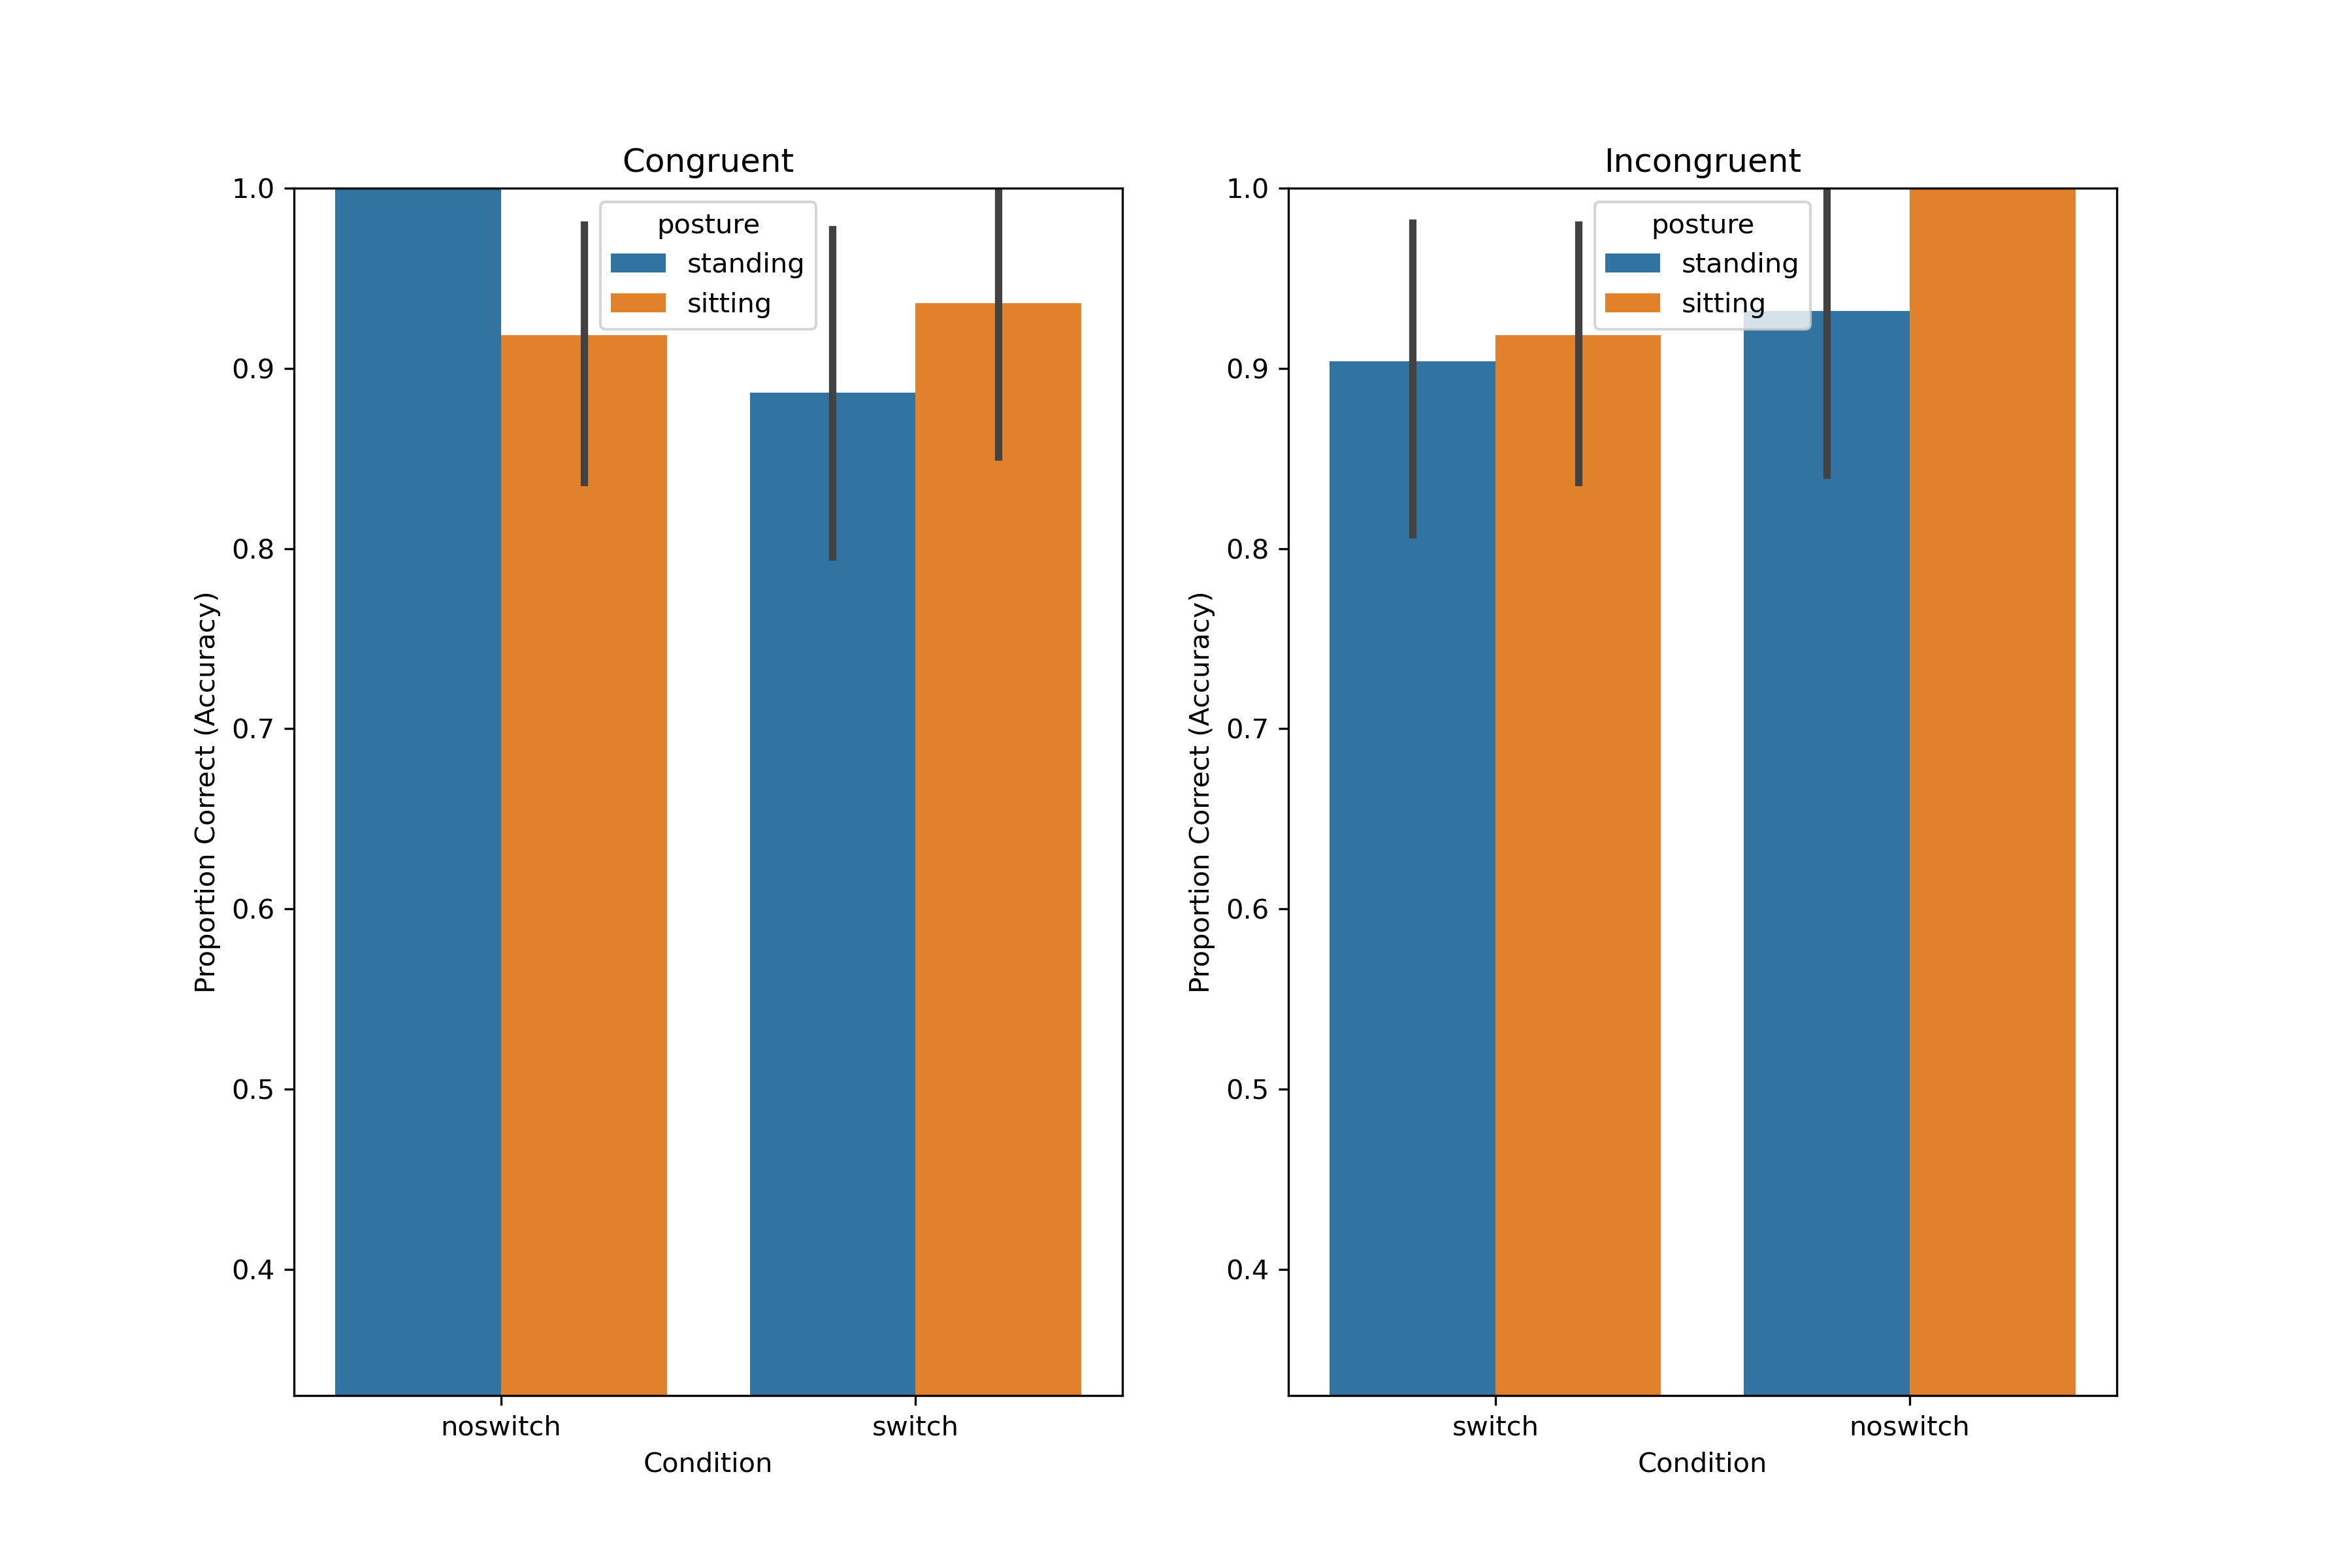 Congruent
1.0
0.9
0.8
0.7
0.6
0.5
0.4
Proportion Correct (Accuracy)
posture
standing
sitting
noswitch
switch
Condition
Incongruent
1.0
0.9
0.8
0.7
0.6
0.5
0.4
Proportion Correct (Accuracy)
posture
standing
sitting
switch
noswitch
Condition